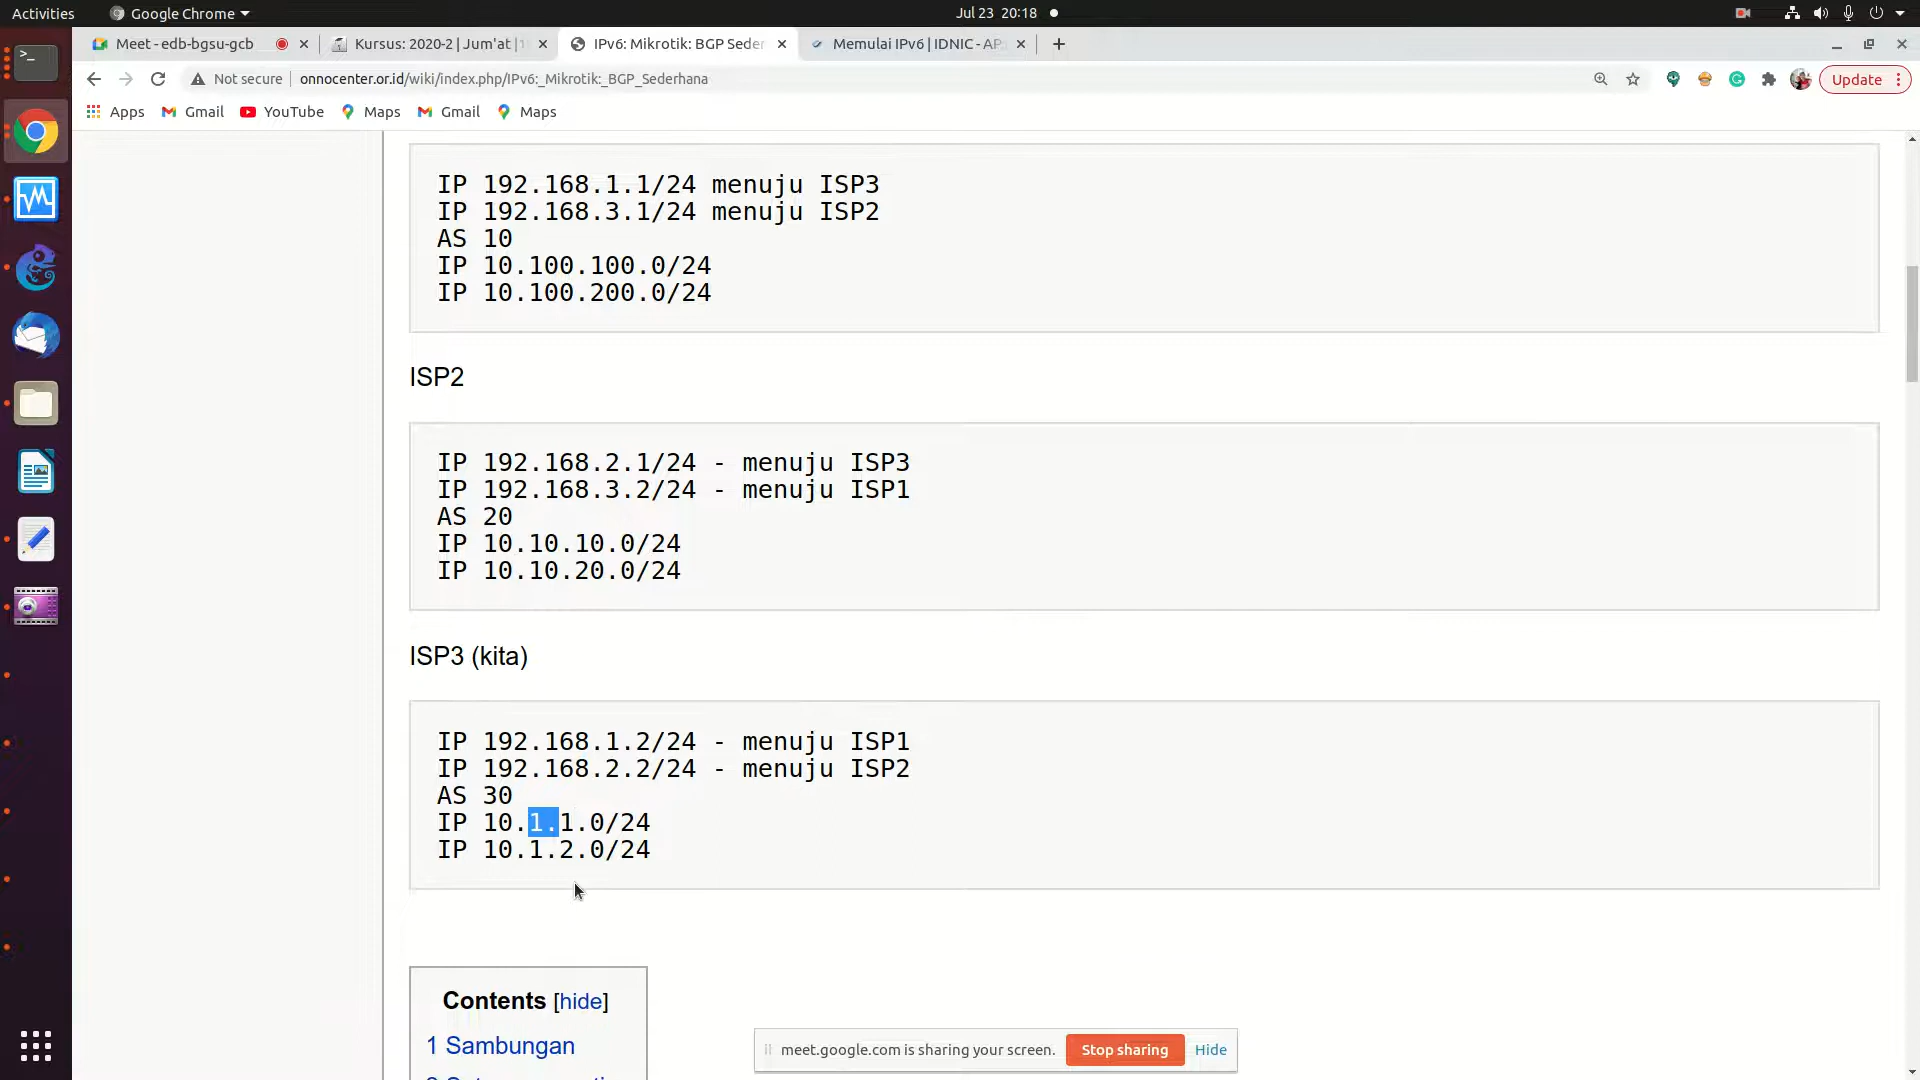 Activities
Google Chrome
Jul 23 20:18
Meet - edb-bgsu-gcb
Kursus: 2020-2 | Jum'at |
IPv6: Mikrotik: BGP Seder
Memulai IPv6 | IDNIC - AP
Not secure
onnocenter.or.id/wiki/index.php/IPv6:_Mikrotik:_BGP_Sederhana
Update
Apps
Gmail
YouTube
Maps
Gmail
Maps
IP 192.168.1.1/24 menuju ISP3
IP 192.168.3.1/24 menuju ISP2
AS 10
IP 10.100.100.0/24
IP 10.100.200.0/24
ISP2
IP 192.168.2.1/24 - menuju ISP3
IP 192.168.3.2/24 - menuju ISP1
AS 20
IP 10.10.10.0/24
IP 10.10.20.0/24
ISP3 (kita)
IP 192.168.1.2/24 - menuju ISP1
IP 192.168.2.2/24 - menuju ISP2
AS 30
IP 10.1.1.0/24
IP 10.1.2.0/24
Contents [hide]
1 Sambungan
meet.google.com is sharing your screen.
Stop sharing
Hide